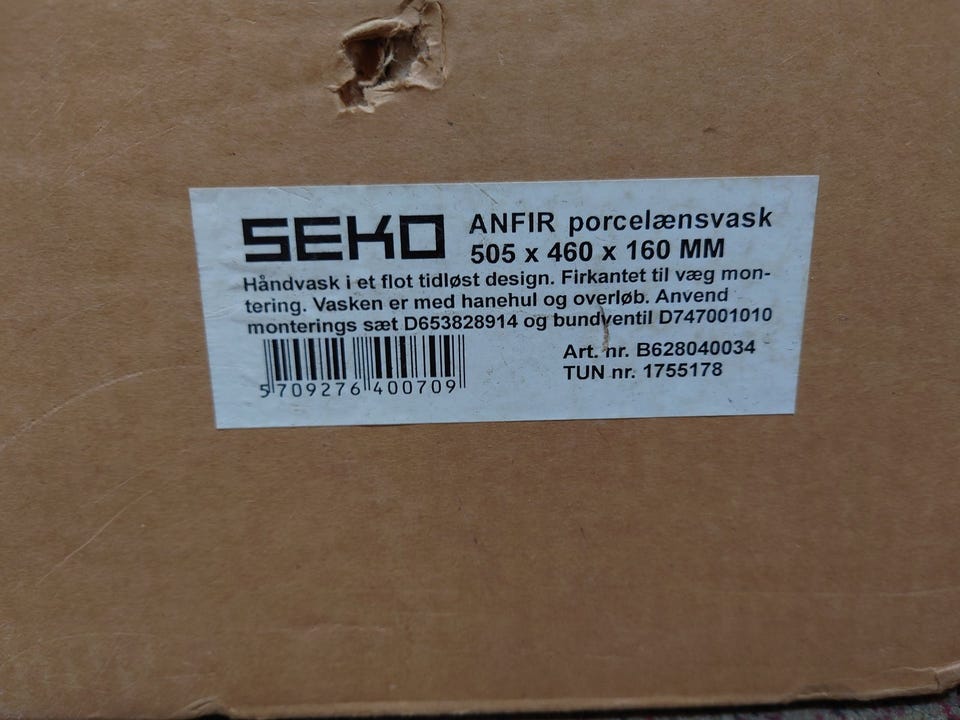 SEKO ANFIR porcelænsvask
505 x 460 x 160 MM
Håndvask i et flot tidløst design. Firkantet til væg mon-
tering. Vasken er med hanehul og overløb. Anvend
monterings sæt D653828914 og bundventil D747001010
Art. nr. B628040034
TUN nr. 1755178
5 709276 400709